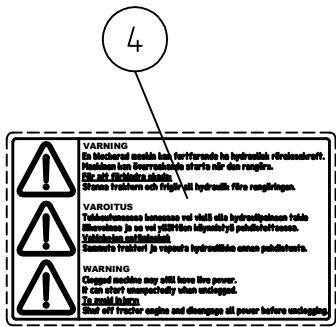 4
VARNING
En blockerad maskin kan fortfarande ha hydraulisk rörelsekraft.
Maskinen kan överraskande starta när den rengörs.
För att förhindra skada:
Stanna traktorn och frigör all hydraulik före rengöringen.
VAROITUS
Tukkeutuneessa koneessa voi vielä olla hydraulipaineen takia
liikevoimaa ja se voi yllättäen käynnistyä puhdistettaessa.
Vahinkojen estämiseksi:
Sammuta traktori ja vapauta hydrauliikka ennen puhdistusta.
WARNING
Clogged machine may still have live power.
It can start unexpectedly when unclogged.
To avoid injury:
Shut off tractor engine and disengage all power before unclogging